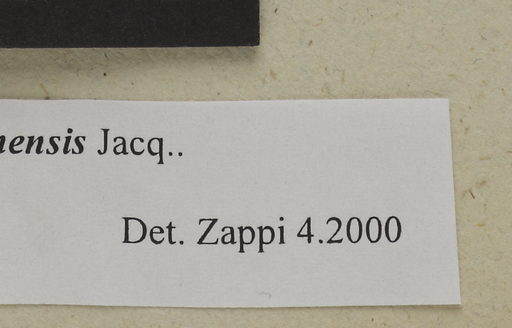 nensis Jacq..
Det. Zappi 4.2000